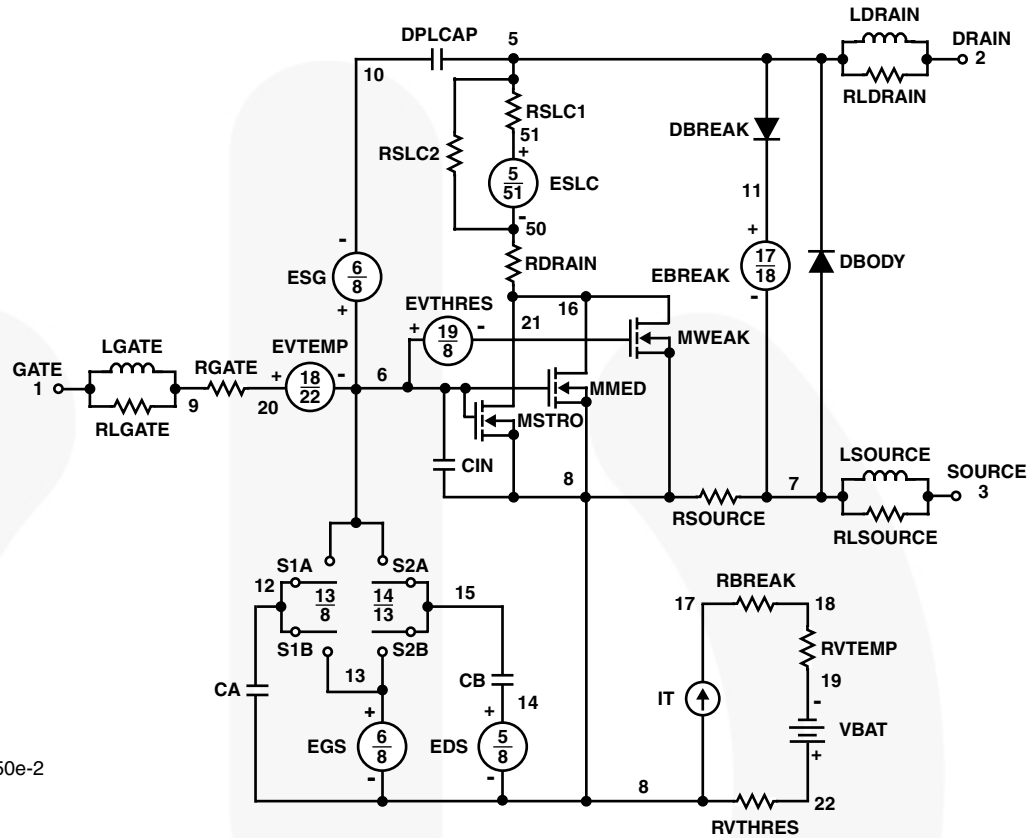 LDRAIN
DPLCAP
5
DRAIN
2
10
RLDRAIN
RSLC1
51
DBREAK
RSLC2
+
5
51
ESLC
11
-
50
-
+
ESG
6
8
RDRAIN
EBREAK
17
18
DBODY
-
+
EVTHRES
16
21
+
19
8
-
MWEAK
LGATE
EVTEMP
GATE
1
RGATE
+
18
22
-
6
MMED
9
20
MSTRO
RLGATE
CIN
8
LSOURCE
7
SOURCE
3
RSOURCE
RLSOURCE
S1A
S2A
12
13
8
14
13
15
RBREAK
17
18
S1B
S2B
RVTEMP
13
CB
19
CA
14
IT
-
+
+
VBAT
EGS
6
8
EDS
5
8
+
-
-
50e-2
8
22
RVTHRES